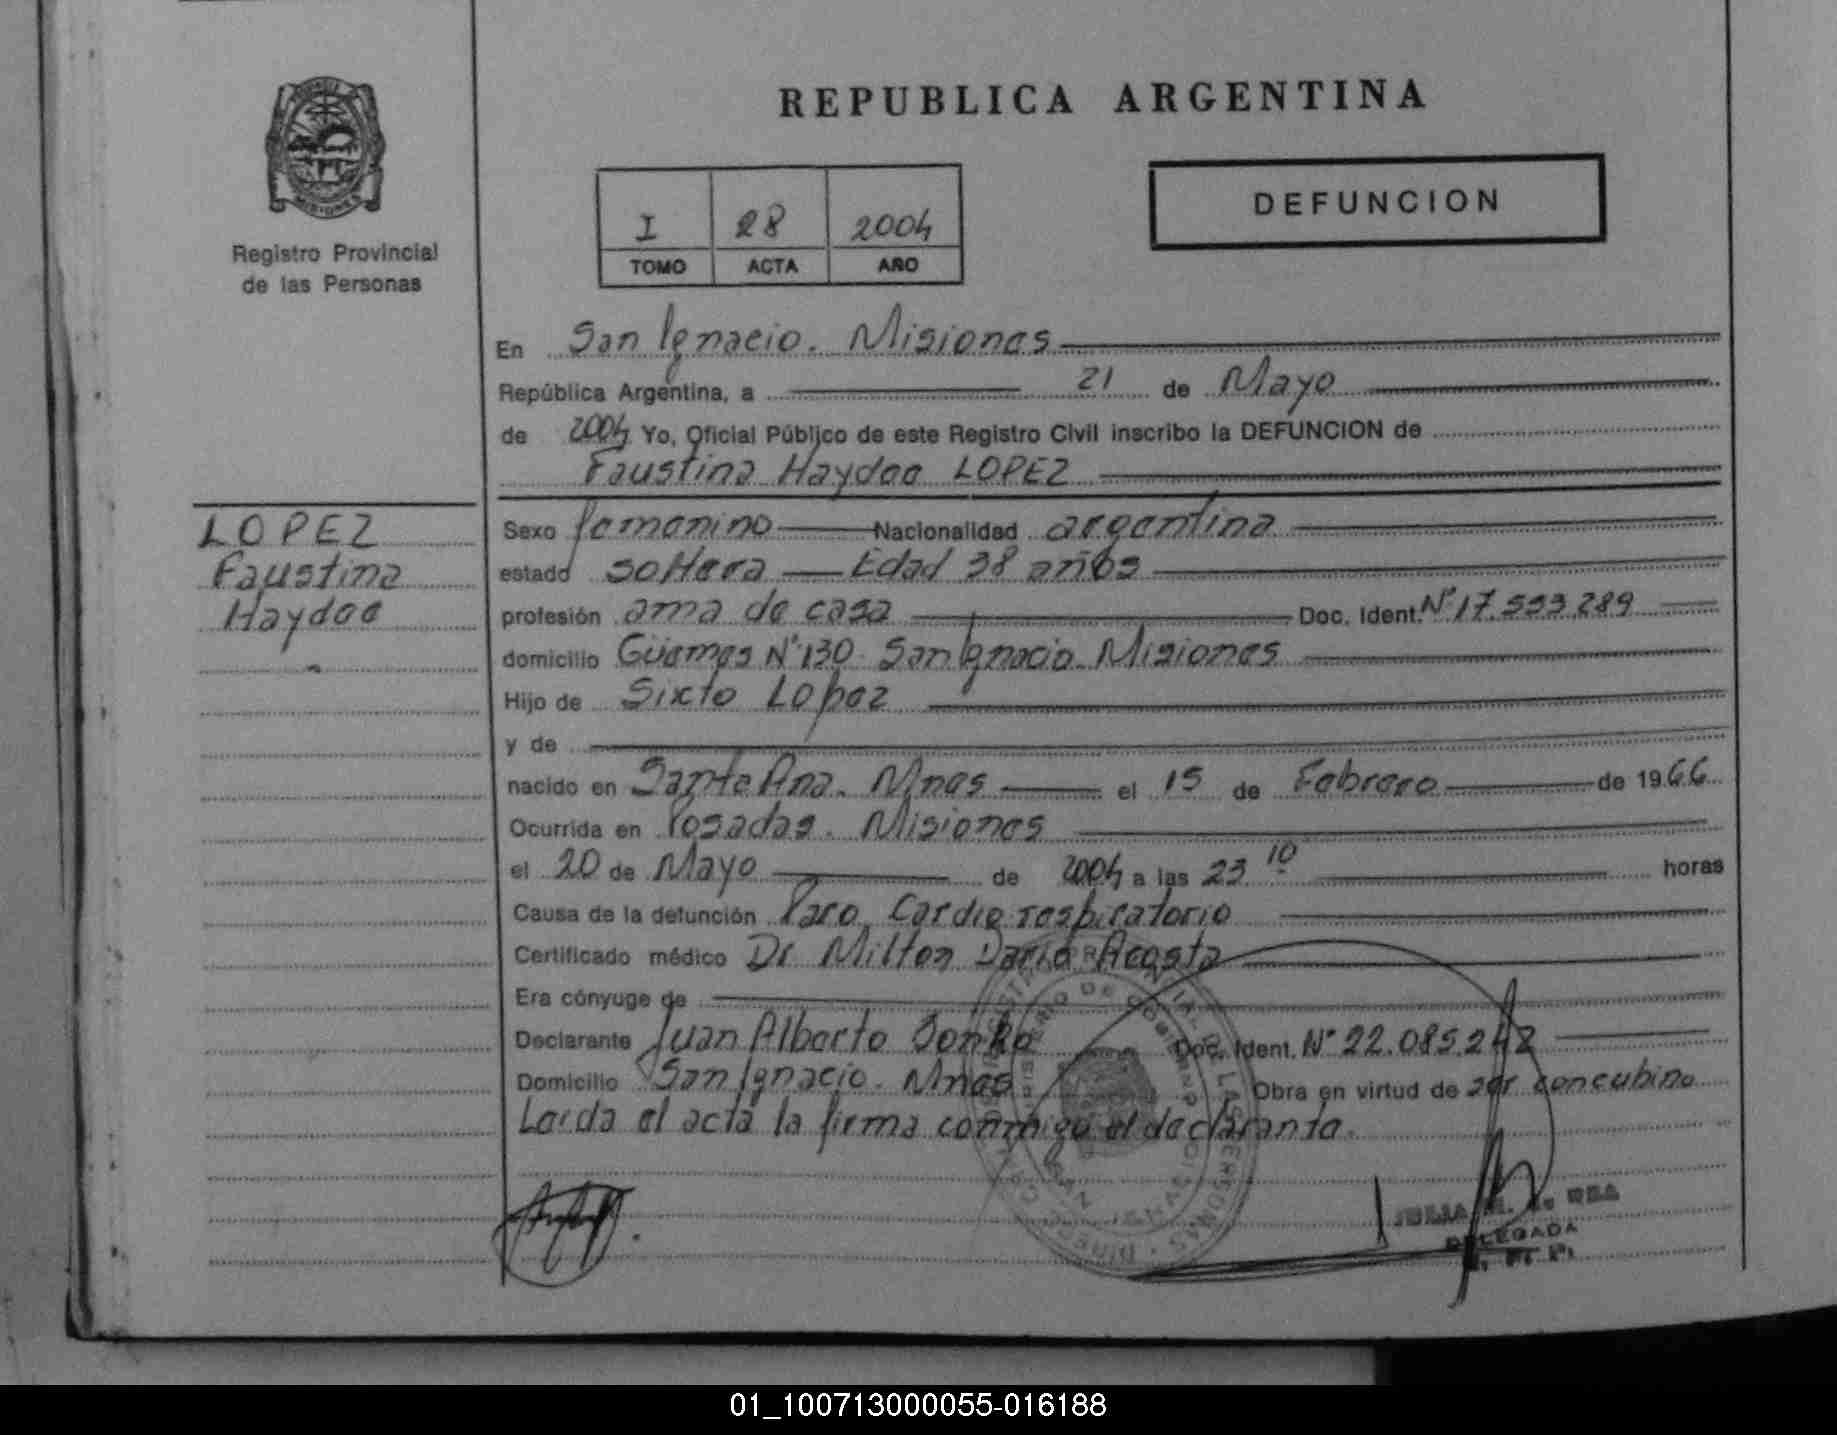 REPUBLICA ARGENTINA
MISIONES
Registro Provincial
de las Personas
I 28 2004
TOMO ACTA AÑO
DEFUNCION
En San Ignacio. Misiones
República Argentina, a 21 de Mayo
de 2004 Yo, Oficial Público de este Registro Civil inscribo la DEFUNCION de
Faustina Haydee LOPEZ
LOPEZ
Faustina
Haydee
Sexo femenino Nacionalidad argentina
estado soltera Edad 38 años
profesión ama de casa Doc. Ident. Nº 17.553.289
domicilio Güemes Nº 130 San Ignacio. Misiones
Hijo de Sixto Lopez
y de
nacido en Santa Ana. Mnes el 15 de Febrero de 1966
Ocurrida en Posadas. Misiones
el 20 de Mayo de 2004 a las 23 10 horas
Causa de la defunción Paro Cardio respiratorio
Certificado médico Dr Milton Dario Acosta
Era cónyuge de
Declarante Juan Alberto Doc. Ident. Nº 22.085.242
Domicilio San Ignacio. Mnes Obra en virtud de ser concubino
Leida el acta la firma conmigo el declarante.
JULIA M. de REA
DELEGADA
R. P. P.
01_100713000055-016188